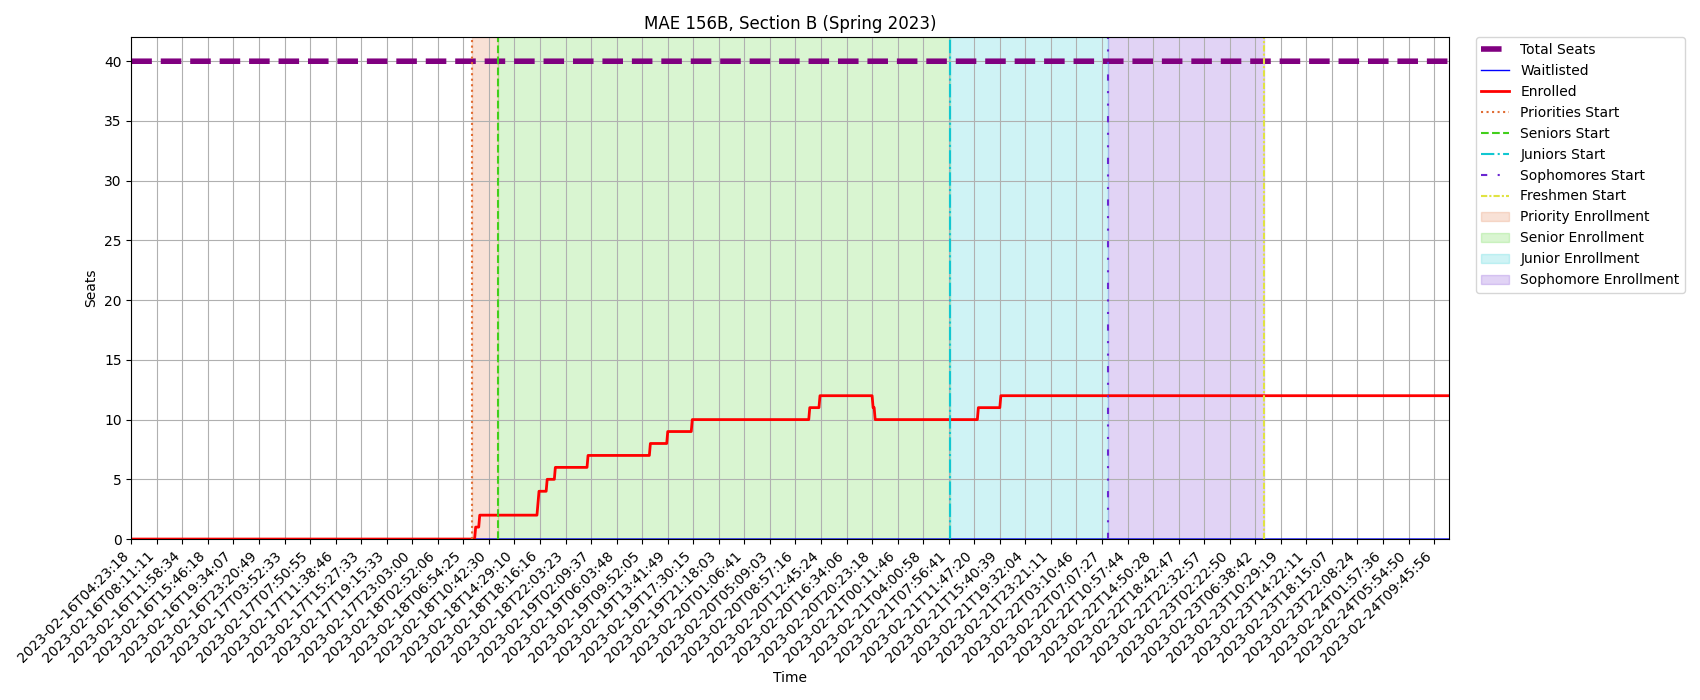 MAE 156B, Section B (Spring 2023)
Total Seats
Waitlisted
Enrolled
Priorities Start
Seniors Start
Juniors Start
Sophomores Start
Freshmen Start
Priority Enrollment
Senior Enrollment
Junior Enrollment
Sophomore Enrollment
Seats
40
35
30
25
20
15
10
5
0
2023-02-16T04:23:18
2023-02-16T08:11:11
2023-02-16T11:58:34
2023-02-16T15:46:18
2023-02-16T19:34:07
2023-02-16T23:20:49
2023-02-17T03:52:33
2023-02-17T07:50:55
2023-02-17T11:38:46
2023-02-17T15:27:33
2023-02-17T19:15:33
2023-02-17T23:03:00
2023-02-18T02:52:06
2023-02-18T06:54:25
2023-02-18T10:42:30
2023-02-18T14:29:10
2023-02-18T18:16:16
2023-02-18T22:03:23
2023-02-19T02:09:37
2023-02-19T06:03:48
2023-02-19T09:52:05
2023-02-19T13:41:49
2023-02-19T17:30:15
2023-02-19T21:18:03
2023-02-20T01:06:41
2023-02-20T05:09:03
2023-02-20T08:57:16
2023-02-20T12:45:24
2023-02-20T16:34:06
2023-02-20T20:23:18
2023-02-21T00:11:46
2023-02-21T04:00:58
2023-02-21T07:56:41
2023-02-21T11:47:20
2023-02-21T15:40:39
2023-02-21T19:32:04
2023-02-21T23:21:11
2023-02-22T03:10:46
2023-02-22T07:07:27
2023-02-22T10:57:44
2023-02-22T14:50:28
2023-02-22T18:42:47
2023-02-22T22:32:57
2023-02-23T02:22:50
2023-02-23T06:38:42
2023-02-23T10:29:19
2023-02-23T14:22:11
2023-02-23T18:15:07
2023-02-23T22:08:24
2023-02-24T01:57:36
2023-02-24T05:54:50
2023-02-24T09:45:56
Time